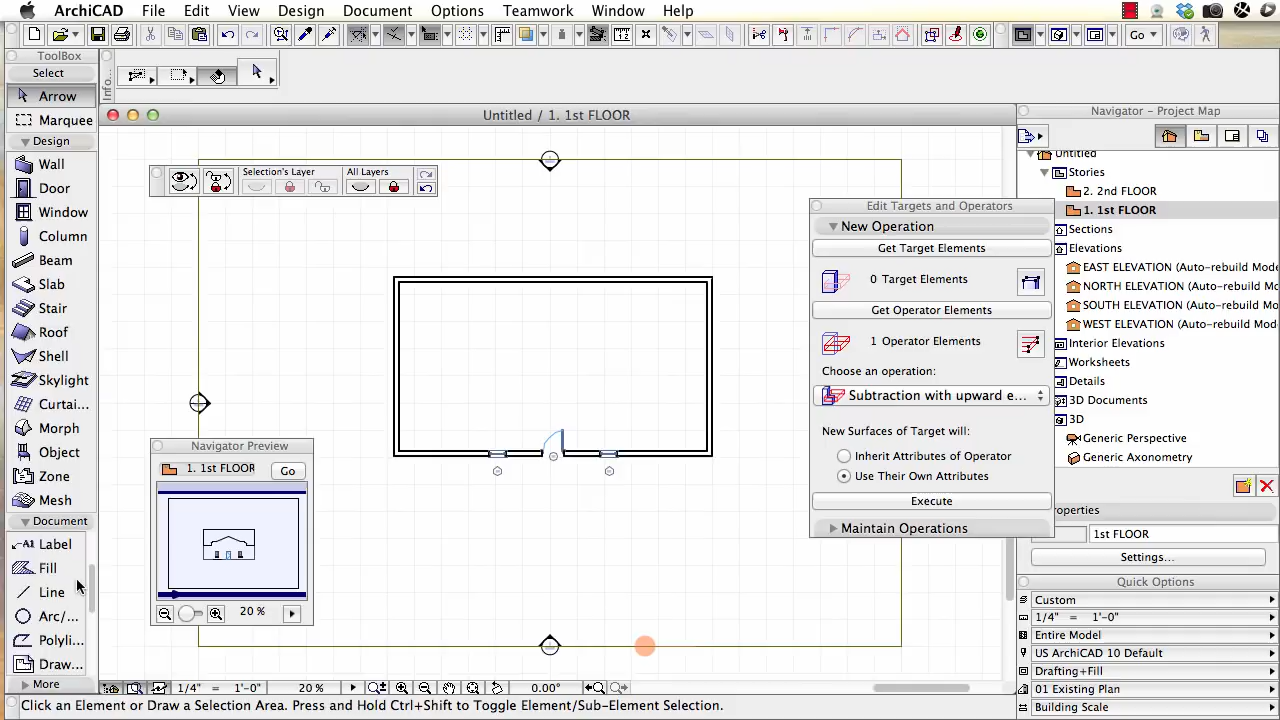 ArchiCAD File Edit View Design Document Options Teamwork Window Help
Go
ToolBox
Select
Arrow
Marquee
Design
Wall
Door
Window
Column
Beam
Slab
Stair
Roof
Shell
Skylight
Curtai...
Morph
Object
Zone
Mesh
Document
A1 Label
Fill
Line
Arc/...
Polyli...
Draw...
More
Info...
Untitled / 1. 1st FLOOR
Selection's Layer All Layers
Navigator Preview
1. 1st FLOOR Go
20 %
Edit Targets and Operators
New Operation
Get Target Elements
0 Target Elements
Get Operator Elements
1 Operator Elements
Choose an operation:
Subtraction with upward e...
New Surfaces of Target will:
Inherit Attributes of Operator
Use Their Own Attributes
Execute
Maintain Operations
Navigator - Project Map
Untitled
Stories
2. 2nd FLOOR
1. 1st FLOOR
Sections
Elevations
EAST ELEVATION (Auto-rebuild Mode
NORTH ELEVATION (Auto-rebuild Mod
SOUTH ELEVATION (Auto-rebuild Mod
WEST ELEVATION (Auto-rebuild Mode
Interior Elevations
Worksheets
Details
3D Documents
3D
Generic Perspective
Generic Axonometry
roperties
1st FLOOR
Settings...
Quick Options
Custom
1/4" = 1'-0"
Entire Model
US ArchiCAD 10 Default
Drafting+Fill
01 Existing Plan
Building Scale
1/4" = 1'-0" 20 % 0.00°
Click an Element or Draw a Selection Area. Press and Hold Ctrl+Shift to Toggle Element/Sub-Element Selection.